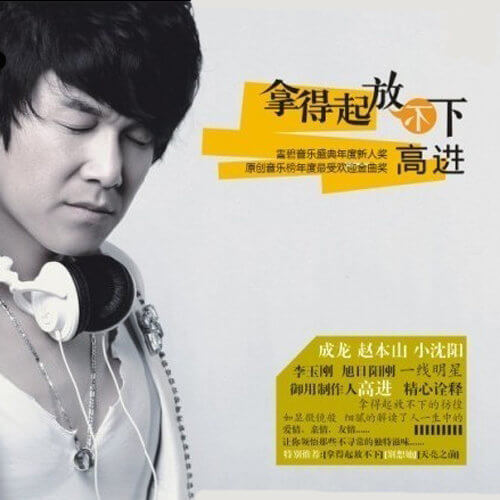 拿得起放不下
雪碧音乐盛典年度新人奖
原创音乐榜年度最受欢迎金曲奖
高进
成龙 赵本山 小沈阳
李玉刚 旭日阳刚 一线明星
御用制作人高进 精心诠释
拿得起放不下的彷徨
如显微镜般 细腻的解读了人一生中的
爱情、亲情、友情......
让你领悟那些不寻常的独特滋味......
特别推荐:[拿得起放不下][别想她][天亮之前]